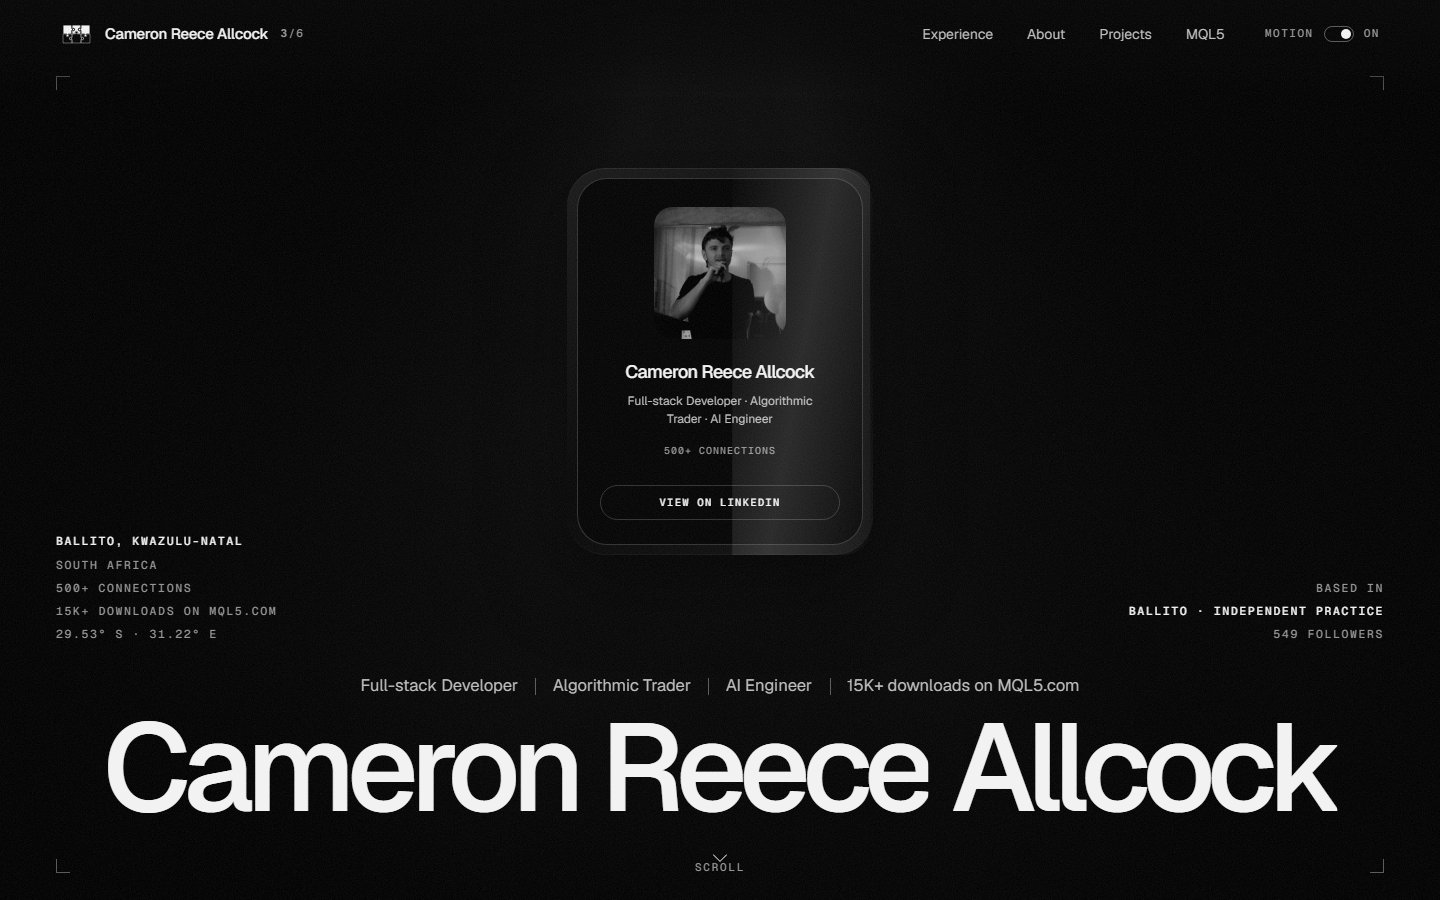 Cameron Reece Allcock 3/6
Experience About Projects MQL5 MOTION ON
Cameron Reece Allcock
Full-stack Developer · Algorithmic
Trader · AI Engineer
500+ CONNECTIONS
VIEW ON LINKEDIN
BALLITO, KWAZULU-NATAL
SOUTH AFRICA
500+ CONNECTIONS
15K+ DOWNLOADS ON MQL5.COM
29.53° S · 31.22° E
BASED IN
BALLITO · INDEPENDENT PRACTICE
549 FOLLOWERS
Full-stack Developer | Algorithmic Trader | AI Engineer | 15K+ downloads on MQL5.com
Cameron Reece Allcock
SCROLL